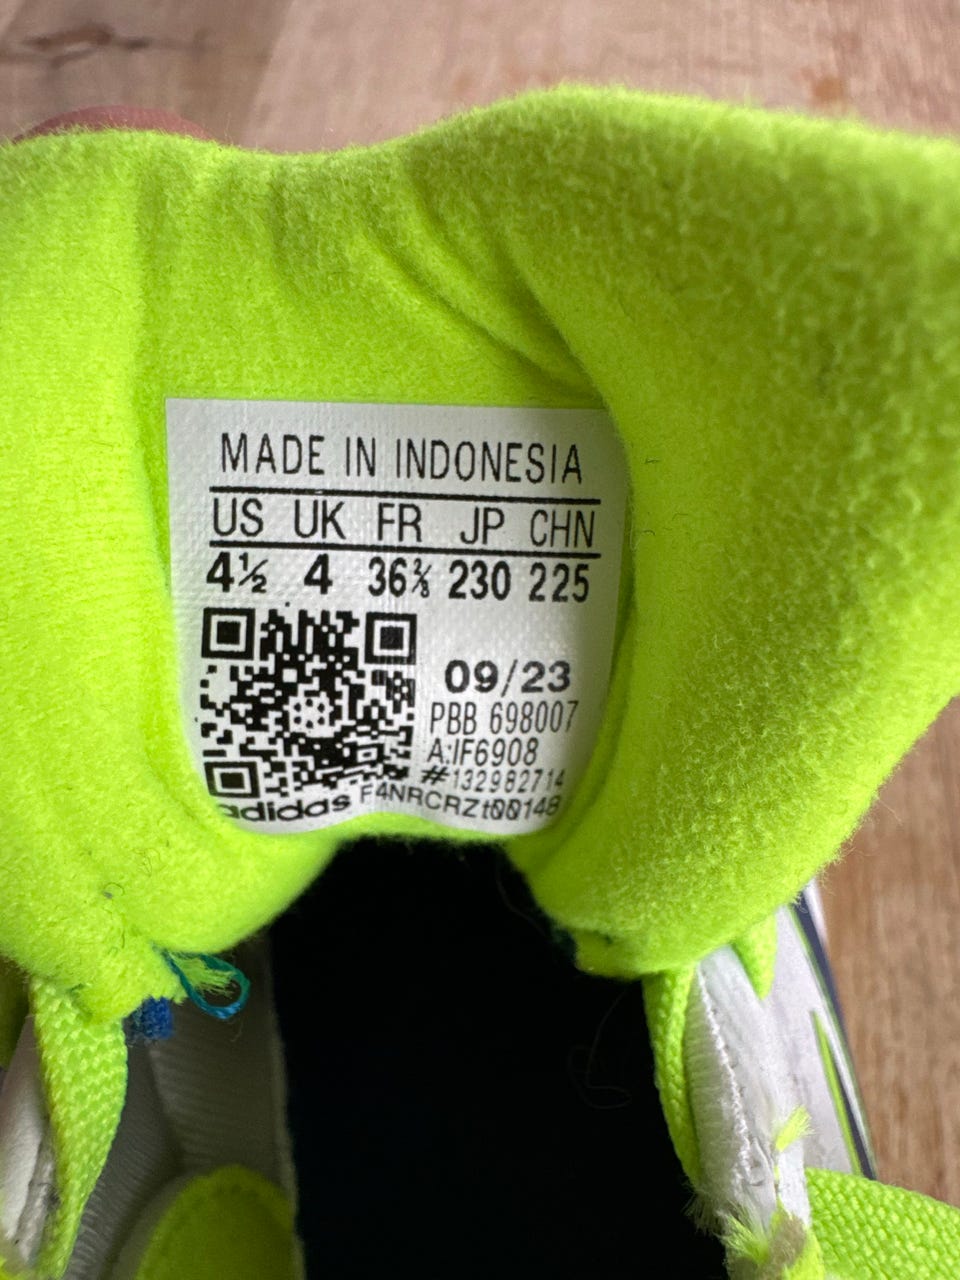 MADE IN INDONESIA
US UK FR JP CHN
4½ 4 36⅔ 230 225
09/23
PBB 698007
A:IF6908
#132982714
adidas F4NRCRZt00148